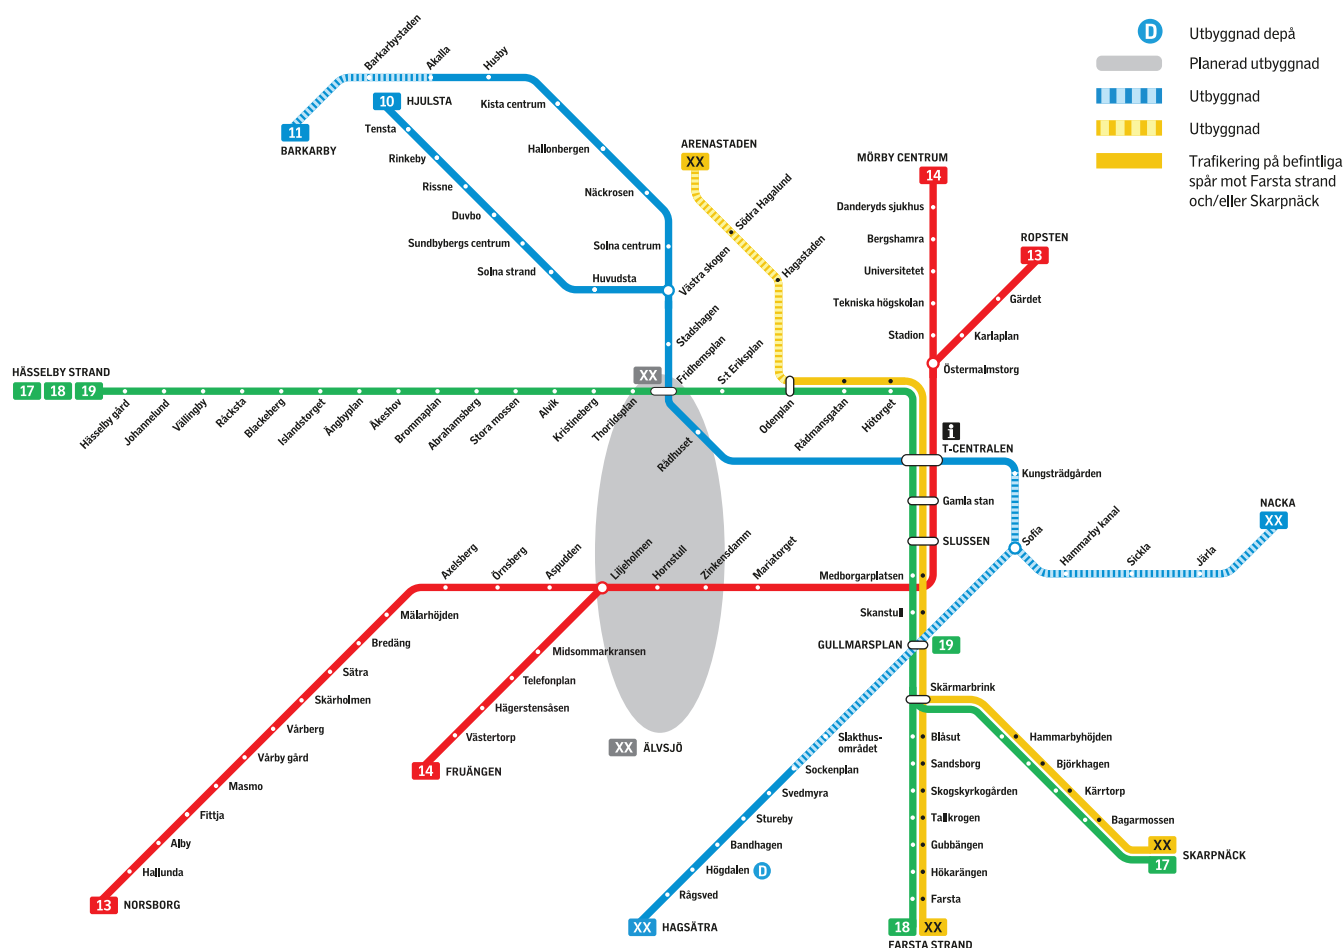 D
Utbyggnad depå
Planerad utbyggnad
Utbyggnad
Utbyggnad
Trafikering på befintliga
spår mot Farsta strand
och/eller Skarpnäck
Barkarbystaden
Akalla
Husby
10 HJULSTA
11
BARKARBY
Kista centrum
Tensta
Rinkeby
Rissne
Duvbo
Sundbybergs centrum
Solna strand
Huvudsta
Hallonbergen
Näckrosen
Solna centrum
Västra skogen
Stadshagen
Fridhemsplan
XX
ARENASTADEN
XX
Södra Hagalund
Hagastaden
MÖRBY CENTRUM
14
Danderyds sjukhus
Bergshamra
Universitetet
Tekniska högskolan
Stadion
ROPSTEN
13
Gärdet
Karlaplan
Östermalmstorg
HÄSSELBY STRAND
17 18 19
Hässelby gård
Johannelund
Vällingby
Råcksta
Blackeberg
Islandstorget
Ängbyplan
Åkeshov
Brommaplan
Abrahamsberg
Stora mossen
Alvik
Kristineberg
Thorildsplan
S:t Eriksplan
Odenplan
Rådmansgatan
Hötorget
Rådhuset
i
T-CENTRALEN
Kungsträdgården
Gamla stan
SLUSSEN
Sofia
Hammarby kanal
Sickla
Järla
NACKA
XX
Axelsberg
Örnsberg
Aspudden
Liljeholmen
Hornstull
Zinkensdamm
Mariatorget
Medborgarplatsen
Skanstull
GULLMARSPLAN
19
Skärmarbrink
Mälarhöjden
Bredäng
Sätra
Skärholmen
Vårberg
Vårby gård
Masmo
Fittja
Alby
Hallunda
13 NORSBORG
Midsommarkransen
Telefonplan
Hägerstensåsen
Västertorp
14 FRUÄNGEN
XX ÄLVSJÖ
Slakthus-
området
Sockenplan
Svedmyra
Stureby
Bandhagen
Högdalen D
Rågsved
XX HAGSÄTRA
Blåsut
Sandsborg
Skogskyrkogården
Tallkrogen
Gubbängen
Hökarängen
Farsta
18 XX
FARSTA STRAND
Hammarbyhöjden
Björkhagen
Kärrtorp
Bagarmossen
XX
SKARPNÄCK
17